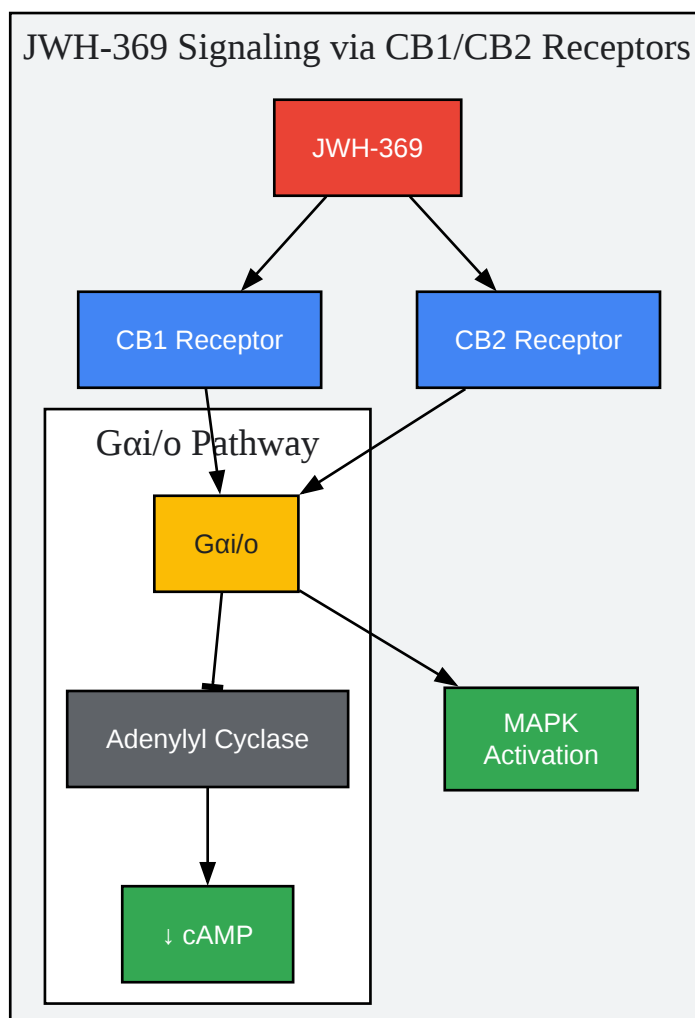 JWH-369 Signaling via CB1/CB2 Receptors
JWH-369
CB1 Receptor
CB2 Receptor
Gαi/o Pathway
Gαi/o
Adenylyl Cyclase
MAPK
Activation
↓ cAMP